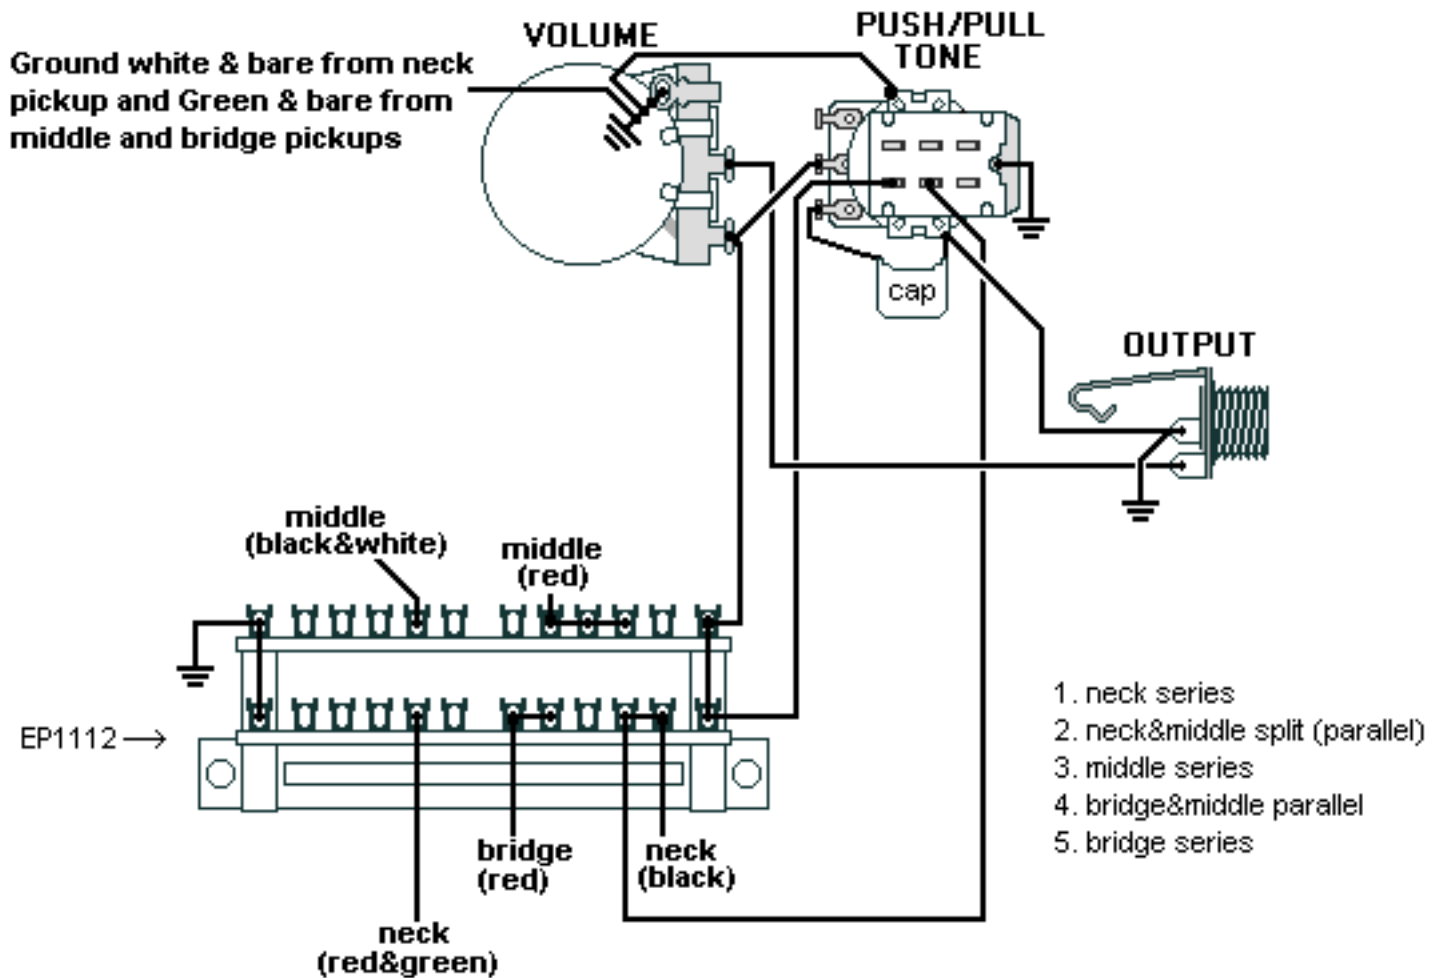 VOLUME
PUSH/PULL
TONE
Ground white & bare from neck
pickup and Green & bare from
middle and bridge pickups
cap
OUTPUT
middle
(black&white)
middle
(red)
EP1112
1. neck series
2. neck&middle split (parallel)
3. middle series
4. bridge&middle parallel
5. bridge series
bridge
(red)
neck
(black)
neck
(red&green)